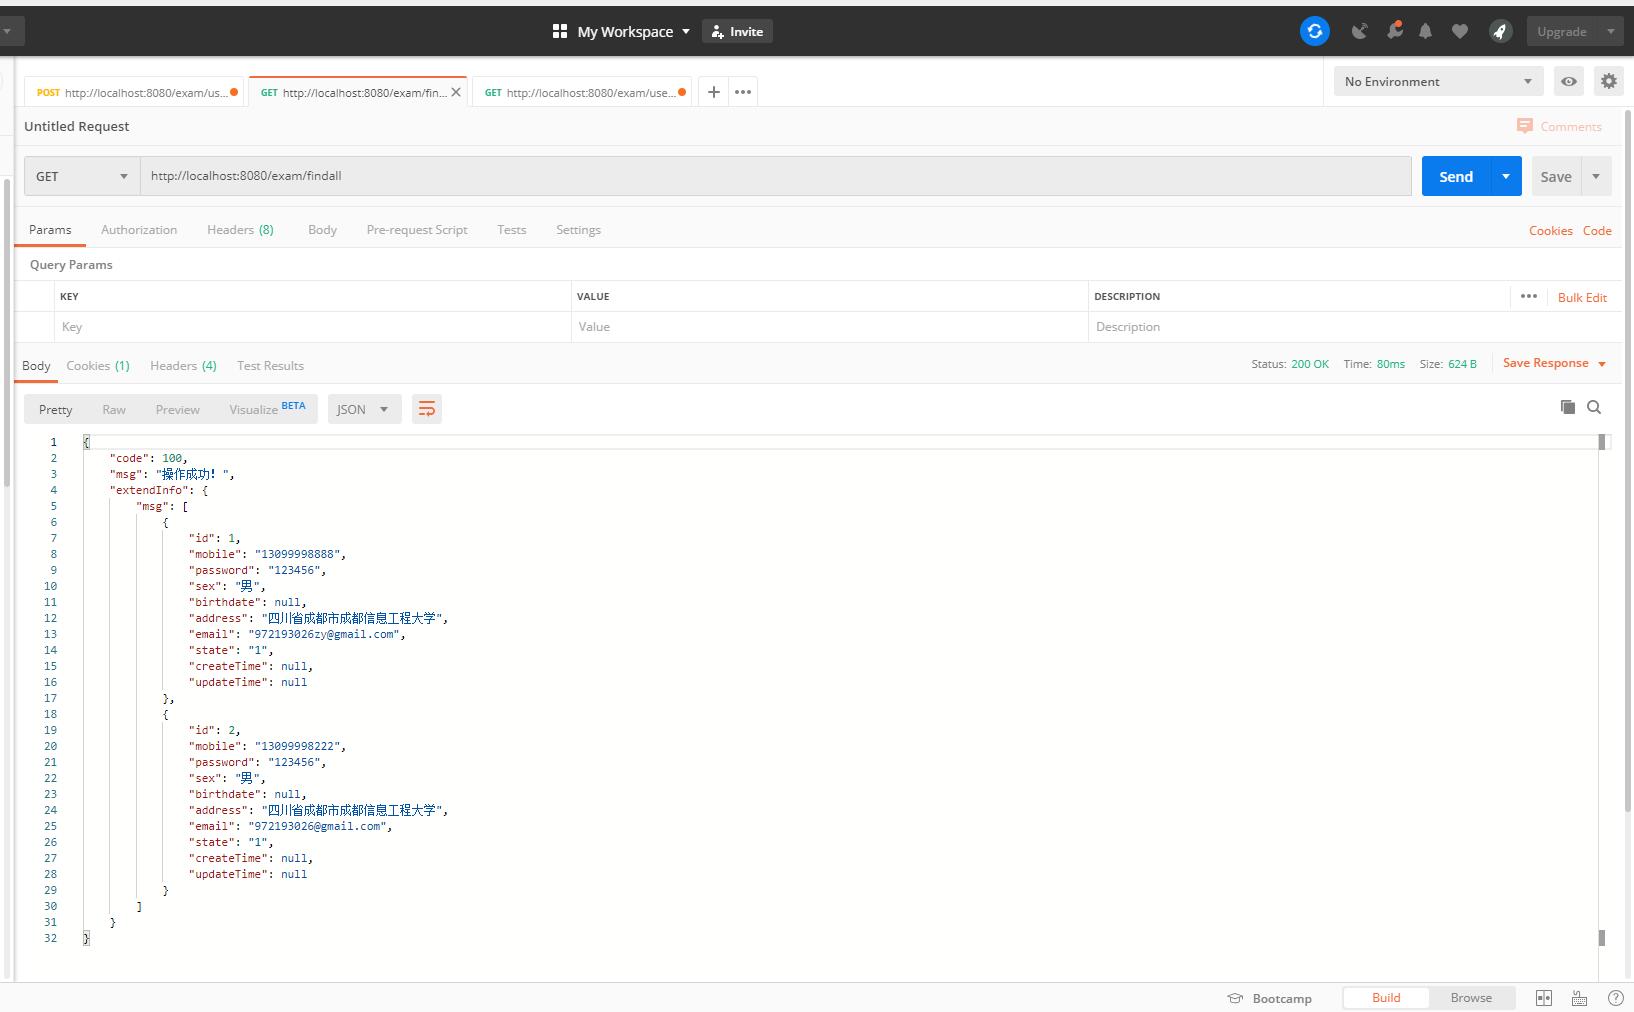 My Workspace
Invite
Upgrade
POST http://localhost:8080/exam/us...
GET http://localhost:8080/exam/fin...
GET http://localhost:8080/exam/use...
No Environment
Untitled Request
Comments
GET
http://localhost:8080/exam/findall
Send
Save
Params Authorization Headers (8) Body Pre-request Script Tests Settings
Cookies Code
Query Params
KEY VALUE DESCRIPTION
Bulk Edit
Key Value Description
Body Cookies (1) Headers (4) Test Results
Status: 200 OK Time: 80ms Size: 624 B
Save Response
Pretty Raw Preview Visualize BETA
JSON
1 {
2 "code": 100,
3 "msg": "操作成功！",
4 "extendInfo": {
5 "msg": [
6 {
7 "id": 1,
8 "mobile": "13099998888",
9 "password": "123456",
10 "sex": "男",
11 "birthdate": null,
12 "address": "四川省成都市成都信息工程大学",
13 "email": "972193026zy@gmail.com",
14 "state": "1",
15 "createTime": null,
16 "updateTime": null
17 },
18 {
19 "id": 2,
20 "mobile": "13099998222",
21 "password": "123456",
22 "sex": "男",
23 "birthdate": null,
24 "address": "四川省成都市成都信息工程大学",
25 "email": "972193026@gmail.com",
26 "state": "1",
27 "createTime": null,
28 "updateTime": null
29 }
30 ]
31 }
32 }
Bootcamp
Build
Browse